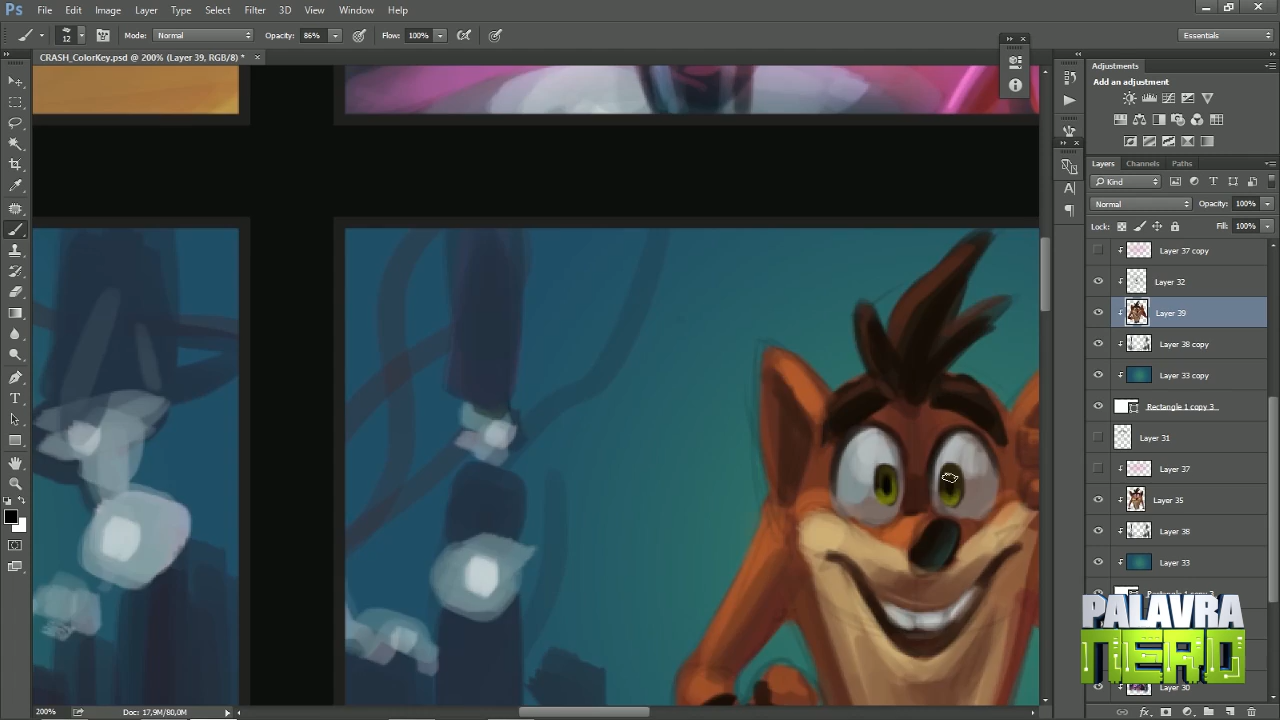 Ps File Edit Image Layer Type Select Filter 3D View Window Help
12 Mode: Normal Opacity: 86% Flow: 100% Essentials
CRASH_ColorKey.psd @ 200% (Layer 39, RGB/8) * ×
Adjustments
Add an adjustment
Layers Channels Paths
Kind
Normal Opacity: 100%
Lock: Fill: 100%
Layer 37 copy
Layer 32
Layer 39
Layer 38 copy
Layer 33 copy
Rectangle 1 copy 3
Layer 31
Layer 37
Layer 35
Layer 38
Layer 33
PALAVRA
NERD
Layer 30
200% Doc: 17,9M/80,0M